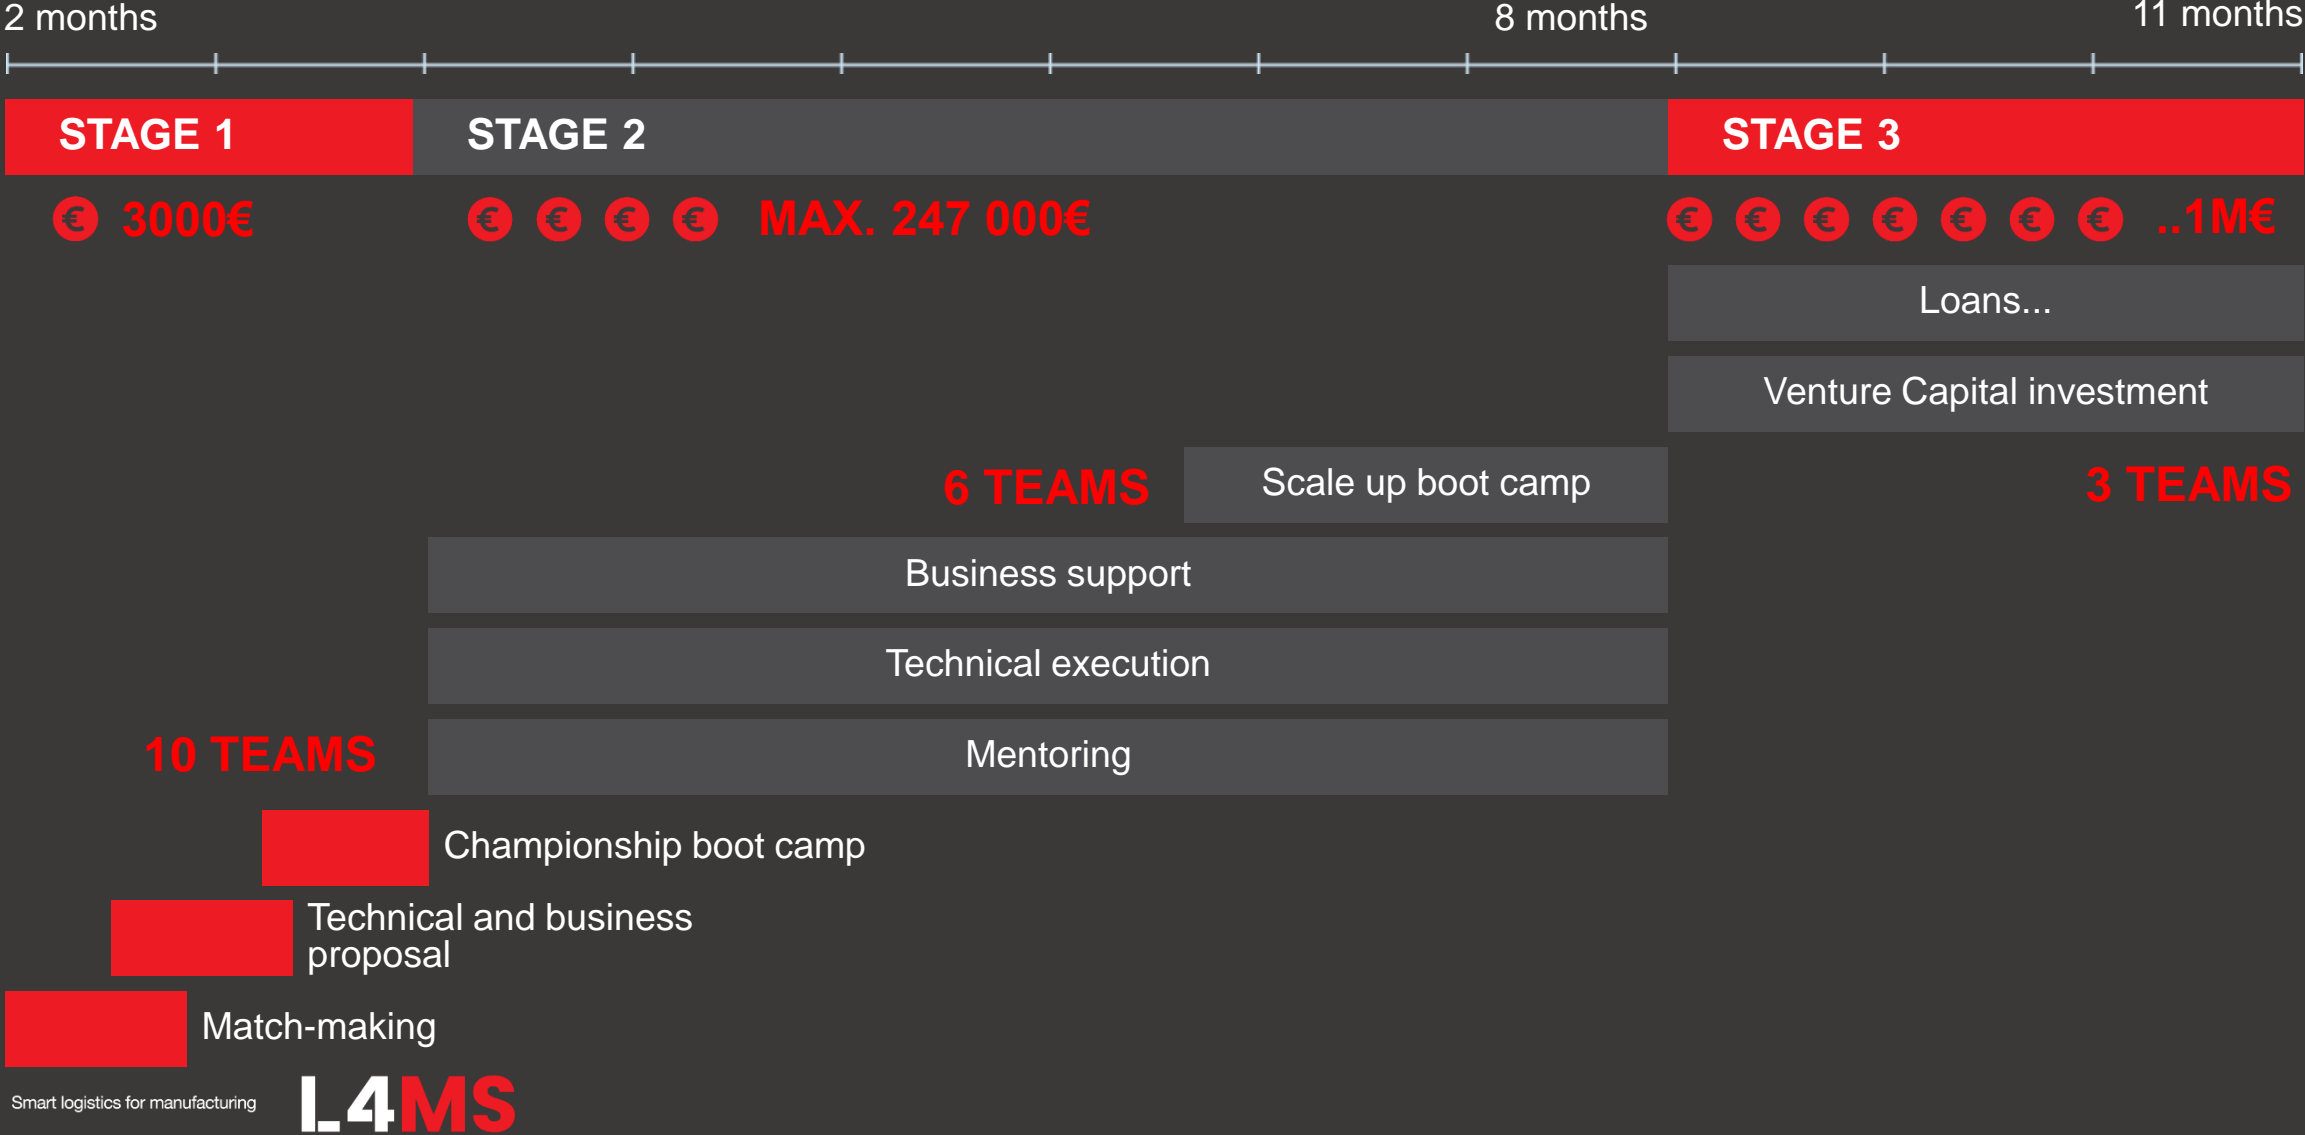 2 months
8 months
11 months
STAGE 1
STAGE 2
STAGE 3
€ 3000€
€ € € € MAX. 247 000€
€ € € € € € € ..1M€
Loans...
Venture Capital investment
6 TEAMS
Scale up boot camp
3 TEAMS
Business support
Technical execution
10 TEAMS
Mentoring
Championship boot camp
Technical and business
proposal
Match-making
Smart logistics for manufacturing
L4MS